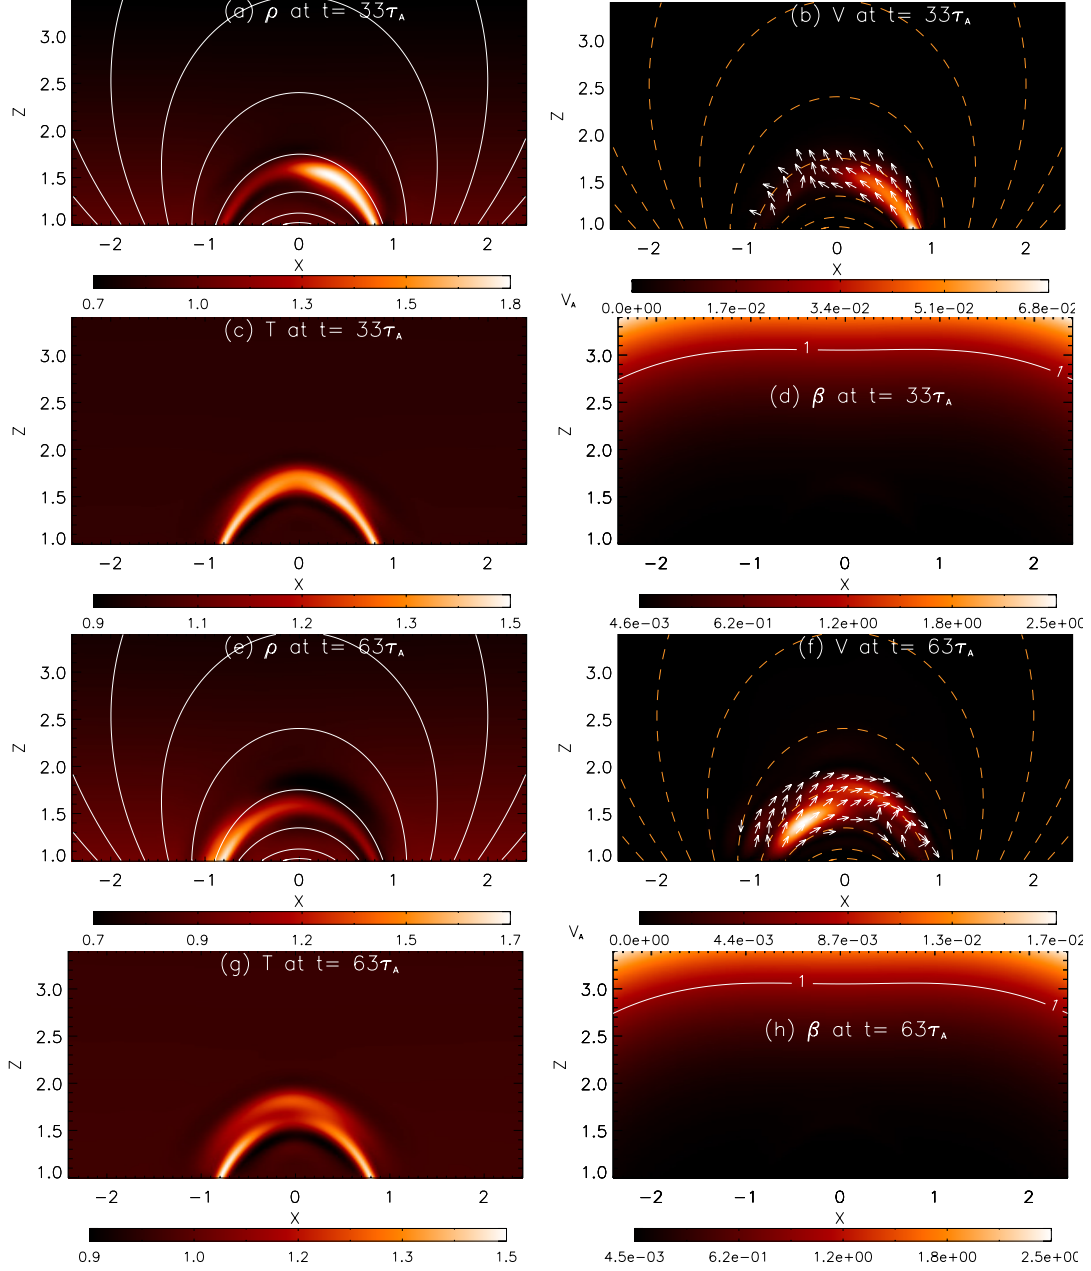 (a) ρ at t= 33τA
(b) V at t= 33τA
3.0
2.5
2.0
1.5
1.0
Z
−2 −1 0 1 2
X
0.7 1.0 1.3 1.5 1.8
3.0
2.5
2.0
1.5
1.0
Z
−2 −1 0 1 2
X
VA
0.0e+00 1.7e−02 3.4e−02 5.1e−02 6.8e−02
(c) T at t= 33τA
3.0
2.5
2.0
1.5
1.0
Z
−2 −1 0 1 2
X
0.9 1.1 1.2 1.3 1.5
1
1
(d) β at t= 33τA
3.0
2.5
2.0
1.5
1.0
Z
−2 −1 0 1 2
X
4.6e−03 6.2e−01 1.2e+00 1.8e+00 2.5e+00
(e) ρ at t= 63τA
3.0
2.5
2.0
1.5
1.0
Z
−2 −1 0 1 2
X
0.7 0.9 1.2 1.5 1.7
(f) V at t= 63τA
3.0
2.5
2.0
1.5
1.0
Z
−2 −1 0 1 2
X
VA
0.0e+00 4.4e−03 8.7e−03 1.3e−02 1.7e−02
(g) T at t= 63τA
3.0
2.5
2.0
1.5
1.0
Z
−2 −1 0 1 2
X
0.9 1.0 1.2 1.3 1.5
1
1
(h) β at t= 63τA
3.0
2.5
2.0
1.5
1.0
Z
−2 −1 0 1 2
X
4.5e−03 6.2e−01 1.2e+00 1.8e+00 2.5e+00